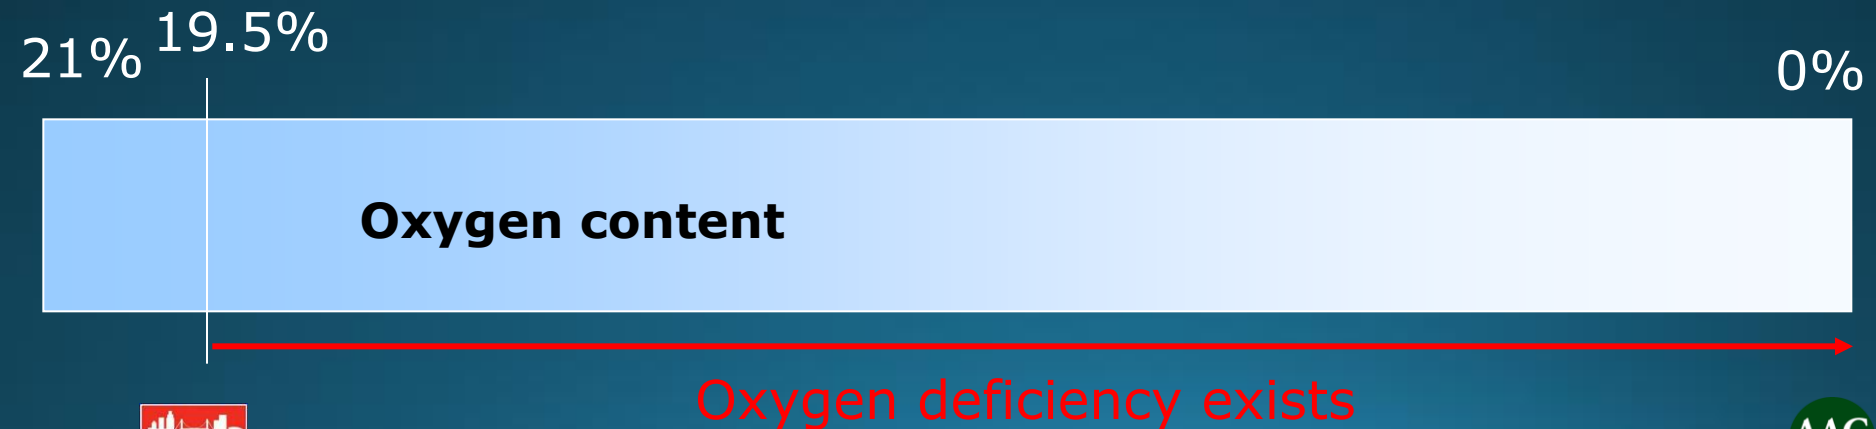 21% 19.5%
0%
Oxygen content
Oxygen deficiency exists